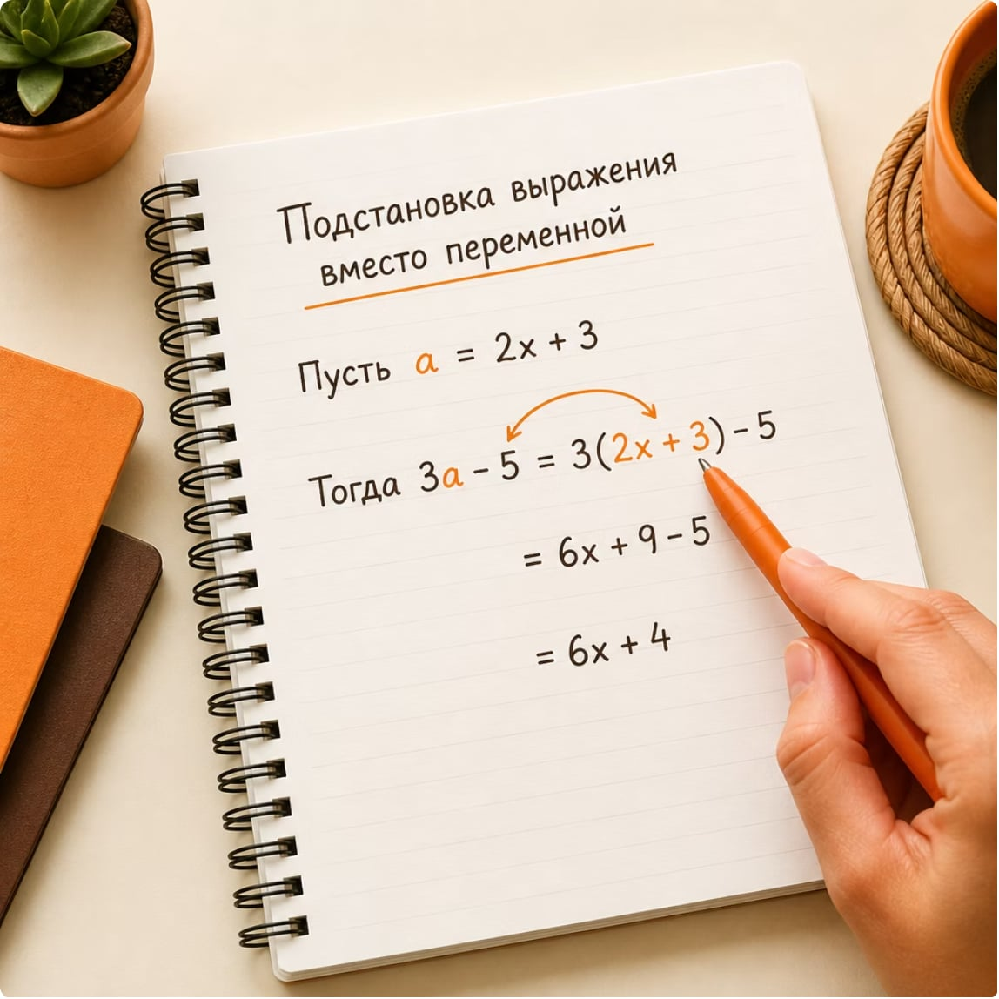 Подстановка выражения
вместо переменной
Пусть a = 2x + 3
Тогда 3a - 5 = 3(2x + 3) - 5
= 6x + 9 - 5
= 6x + 4